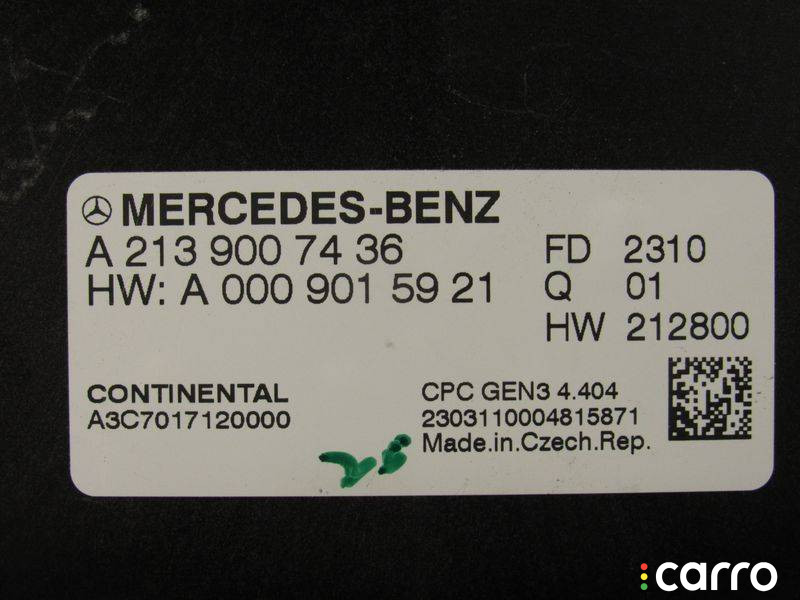 MERCEDES-BENZ
A 213 900 74 36 FD 2310
HW: A 000 901 59 21 Q 01
HW 212800
CONTINENTAL CPC GEN3 4.404
A3C7017120000 2303110004815871
Made.in.Czech.Rep.
carro